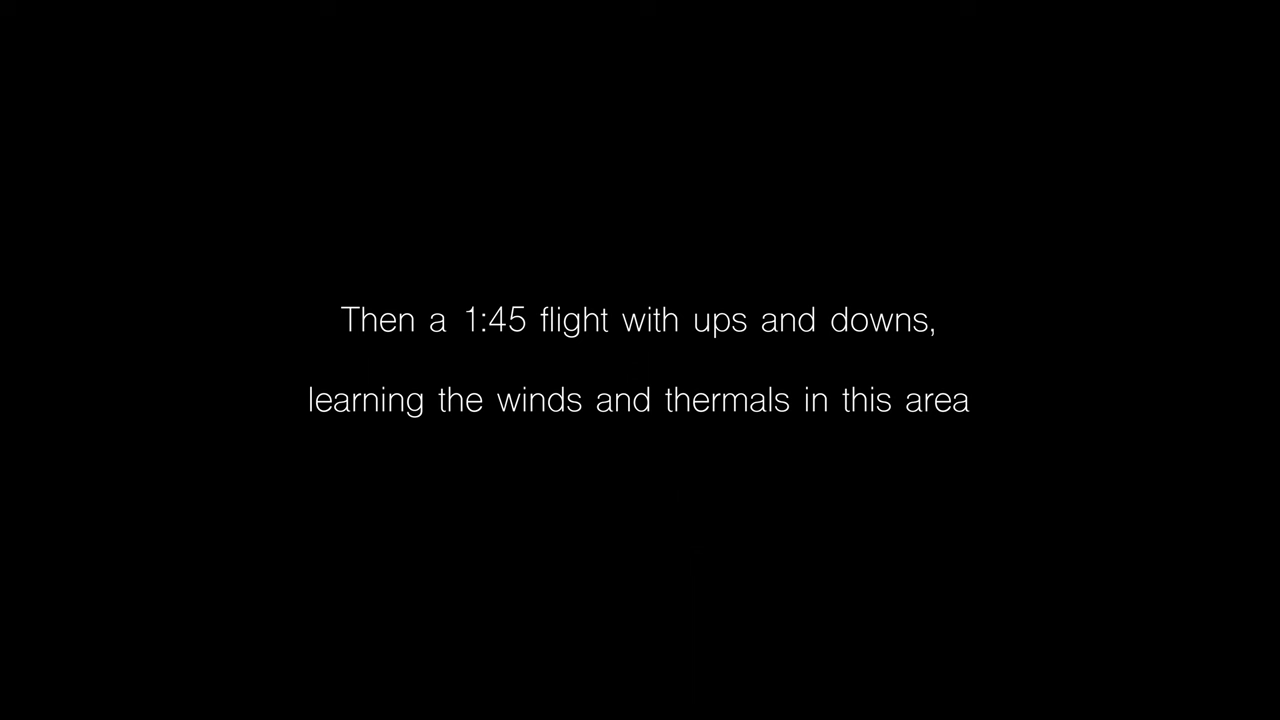 Then a 1:45 flight with ups and downs,
learning the winds and thermals in this area